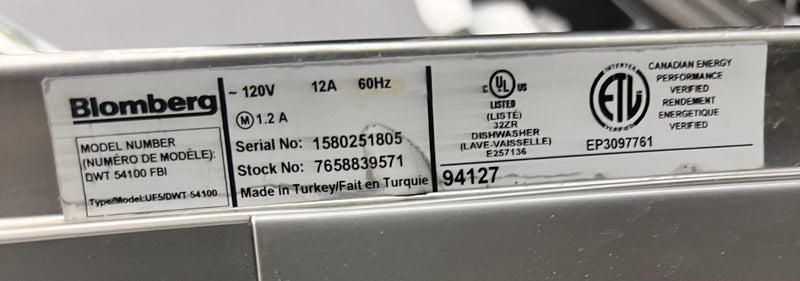 Blomberg
MODEL NUMBER
(NUMÉRO DE MODÈLE):
DWT 54100 FBI
Type/Model:UF5/DWT 54100
~ 120V 12A 60Hz
M 1.2 A
Serial No: 1580251805
Stock No: 7658839571
Made in Turkey/Fait en Turquie
C UL US
LISTED
(LISTÉ)
32ZR
DISHWASHER
(LAVE-VAISSELLE)
E257136
94127
INTERTEK
ETL
VERIFIED
CANADIAN ENERGY
PERFORMANCE
VERIFIED
RENDEMENT
ENERGETIQUE
VERIFIED
EP3097761